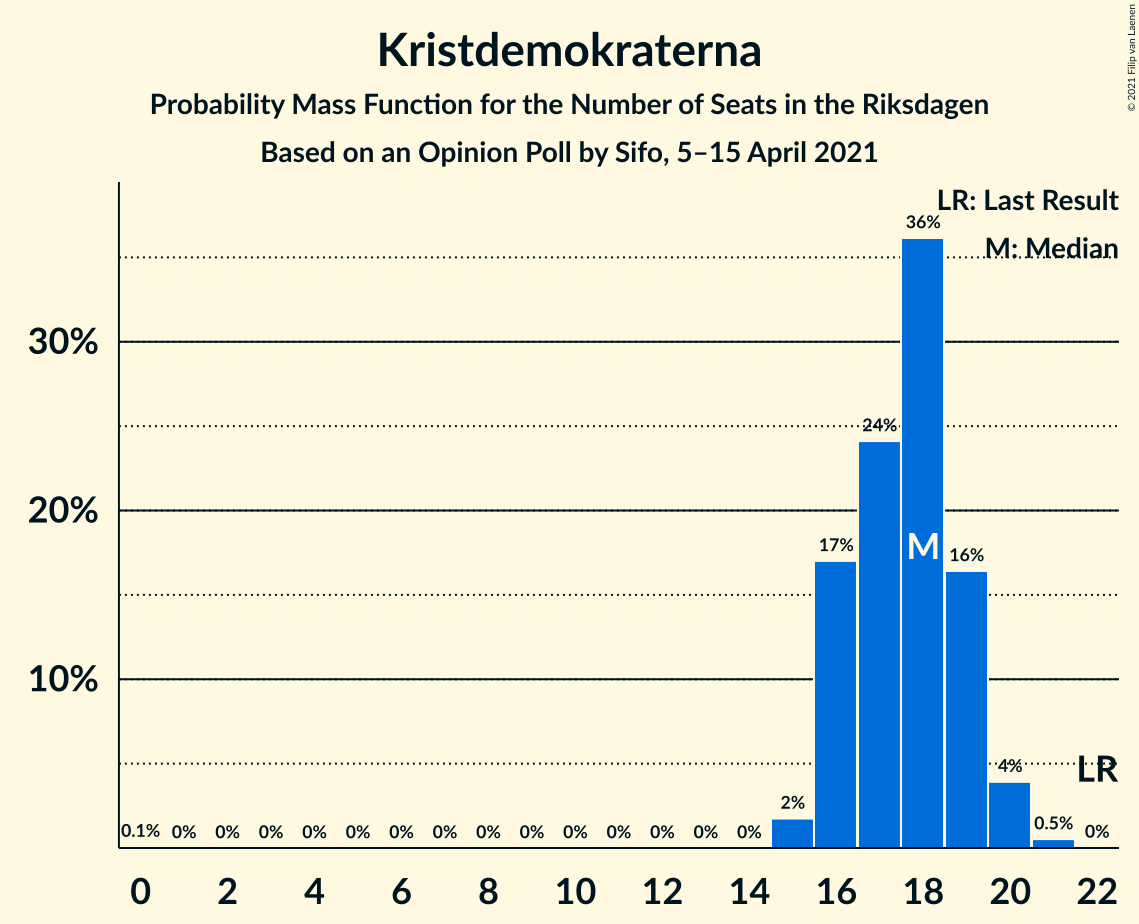 Kristdemokraterna
Probability Mass Function for the Number of Seats in the Riksdagen
Based on an Opinion Poll by Sifo, 5–15 April 2021
© 2021 Filip van Laenen
LR: Last Result
M: Median
36%
30%
24%
20%
17%
M
16%
10%
LR
4%
2%
0.5%
0.1% 0% 0% 0% 0% 0% 0% 0% 0% 0% 0% 0% 0% 0% 0% 0%
0 2 4 6 8 10 12 14 16 18 20 22